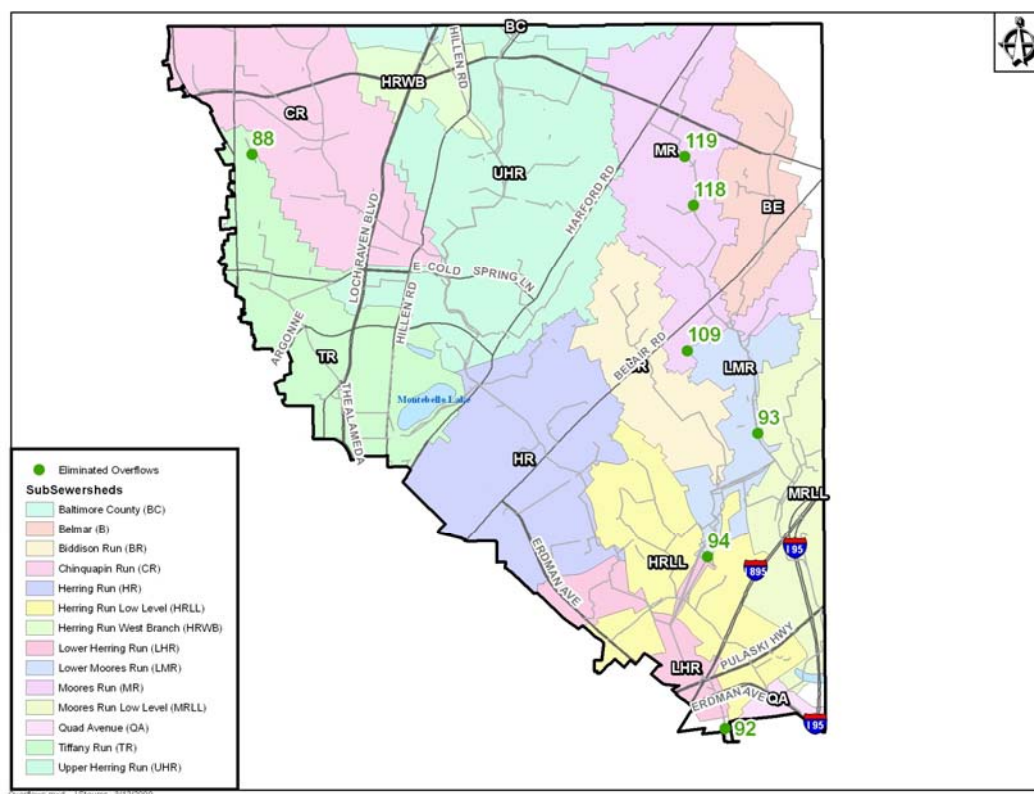 BC
HILLEN RD
HRWB
CR
88
MR
119
118
UHR
HARFORD RD
BE
LOCH RAVEN BLVD.
E COLD SPRING LN
HILLEN RD
ARGONNE
TR
THE ALAMEDA
Montebello Lake
BELAIR RD
109
LMR
93
HR
MRLL
ERDMAN AVE
HRLL
94
I 895
I 95
PULASKI HWY
LHR
ERDMAN AVE
QA
I 95
92
Eliminated Overflows
SubSewersheds
Baltimore County (BC)
Belmar (B)
Biddison Run (BR)
Chinquapin Run (CR)
Herring Run (HR)
Herring Run Low Level (HRLL)
Herring Run West Branch (HRWB)
Lower Herring Run (LHR)
Lower Moores Run (LMR)
Moores Run (MR)
Moores Run Low Level (MRLL)
Quad Avenue (QA)
Tiffany Run (TR)
Upper Herring Run (UHR)